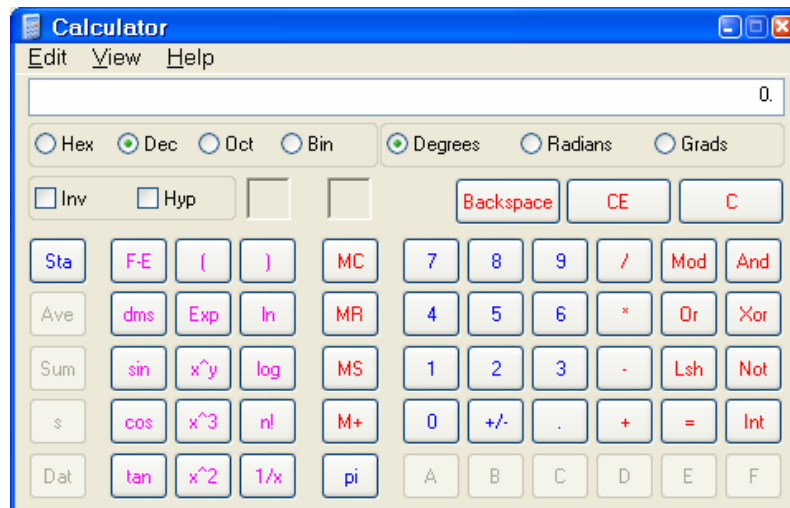 Calculator
Edit View Help
0.
Hex Dec Oct Bin Degrees Radians Grads
Inv Hyp Backspace CE C
Sta F-E ( ) MC 7 8 9 / Mod And
Ave dms Exp ln MR 4 5 6 * Or Xor
Sum sin x^y log MS 1 2 3 - Lsh Not
s cos x^3 n! M+ 0 +/- . + = Int
Dat tan x^2 1/x pi A B C D E F